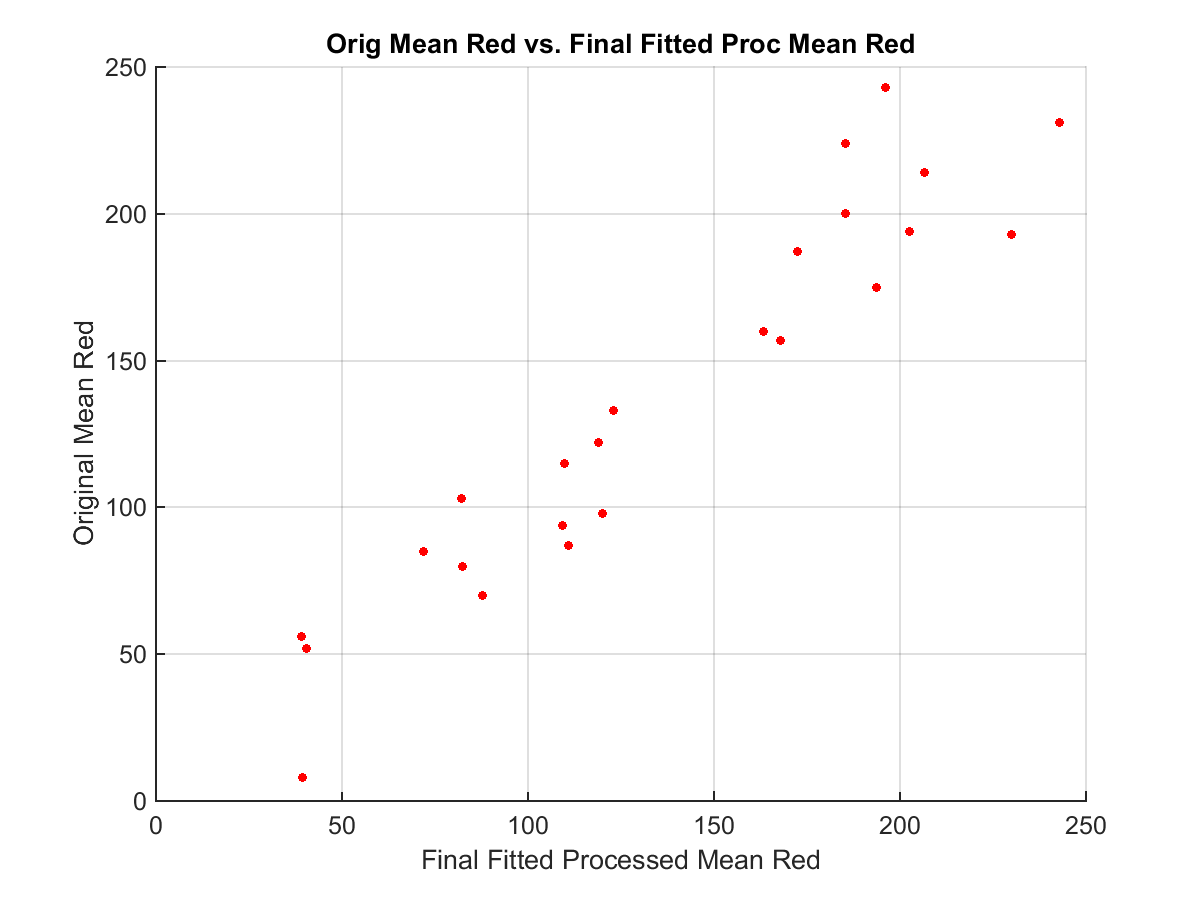 Orig Mean Red vs. Final Fitted Proc Mean Red
250
200
150
100
50
0
Original Mean Red
0 50 100 150 200 250
Final Fitted Processed Mean Red